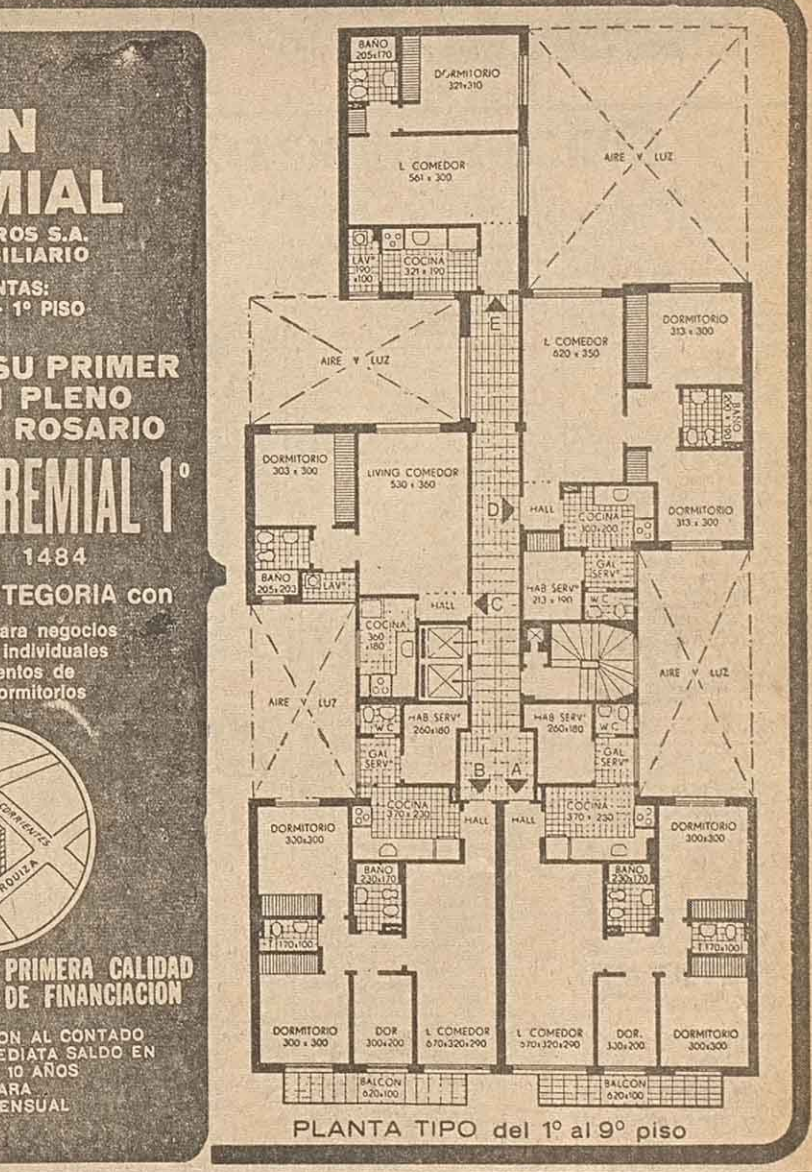 N
MIAL
ROS S.A.
BILIARIO
NTAS:
- 1º PISO
SU PRIMER
PLENO
ROSARIO
REMIAL 1º
1484
TEGORIA con
ara negocios
individuales
entos de
ormitorios
CORRIENTES
RQUIZA
PRIMERA CALIDAD
DE FINANCIACION
ON AL CONTADO
EDIATA SALDO EN
10 AÑOS
ARA
ENSUAL
BAÑO
205x170
DORMITORIO
321x310
L COMEDOR
561 x 300
AIRE Y LUZ
LAVº
190
x100
COCINA
321 x 190
E
AIRE Y LUZ
L COMEDOR
620 x 350
DORMITORIO
313 x 300
BAÑO
200 x 190
DORMITORIO
313 x 300
DORMITORIO
303 x 300
LIVING COMEDOR
530 x 360
D
HALL
COCINA
300x200
BAÑO
205x203
LAVº
HALL
C
HAB SERVº
213 x 190
GAL
SERVº
W.C
COCINA
360
x180
AIRE Y LUZ
AIRE Y LUZ
W C
HAB SERVº
260x180
HAB SERVº
260x180
W C
GAL
SERVº
GAL
SERVº
B
A
COCINA
370 x 230
HALL
HALL
COCINA
370 x 230
DORMITORIO
300x300
DORMITORIO
300x300
BAÑO
230x170
BAÑO
230x170
T 170x100
T 170x100
DORMITORIO
300 x 300
DOR
300x200
L COMEDOR
670x320x290
L COMEDOR
670x320x290
DOR.
300x200
DORMITORIO
300x300
BALCON
620x100
BALCON
620x100
PLANTA TIPO del 1º al 9º piso